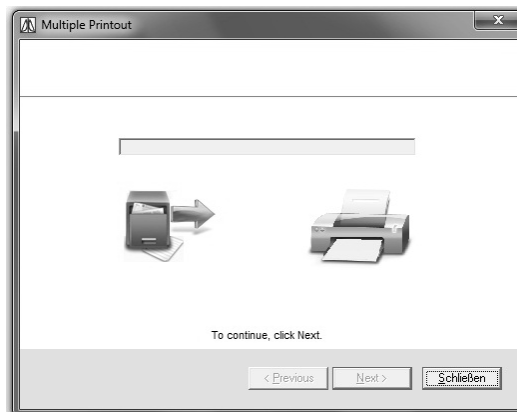 Multiple Printout
To continue, click Next.
< Previous
Next >
Schließen